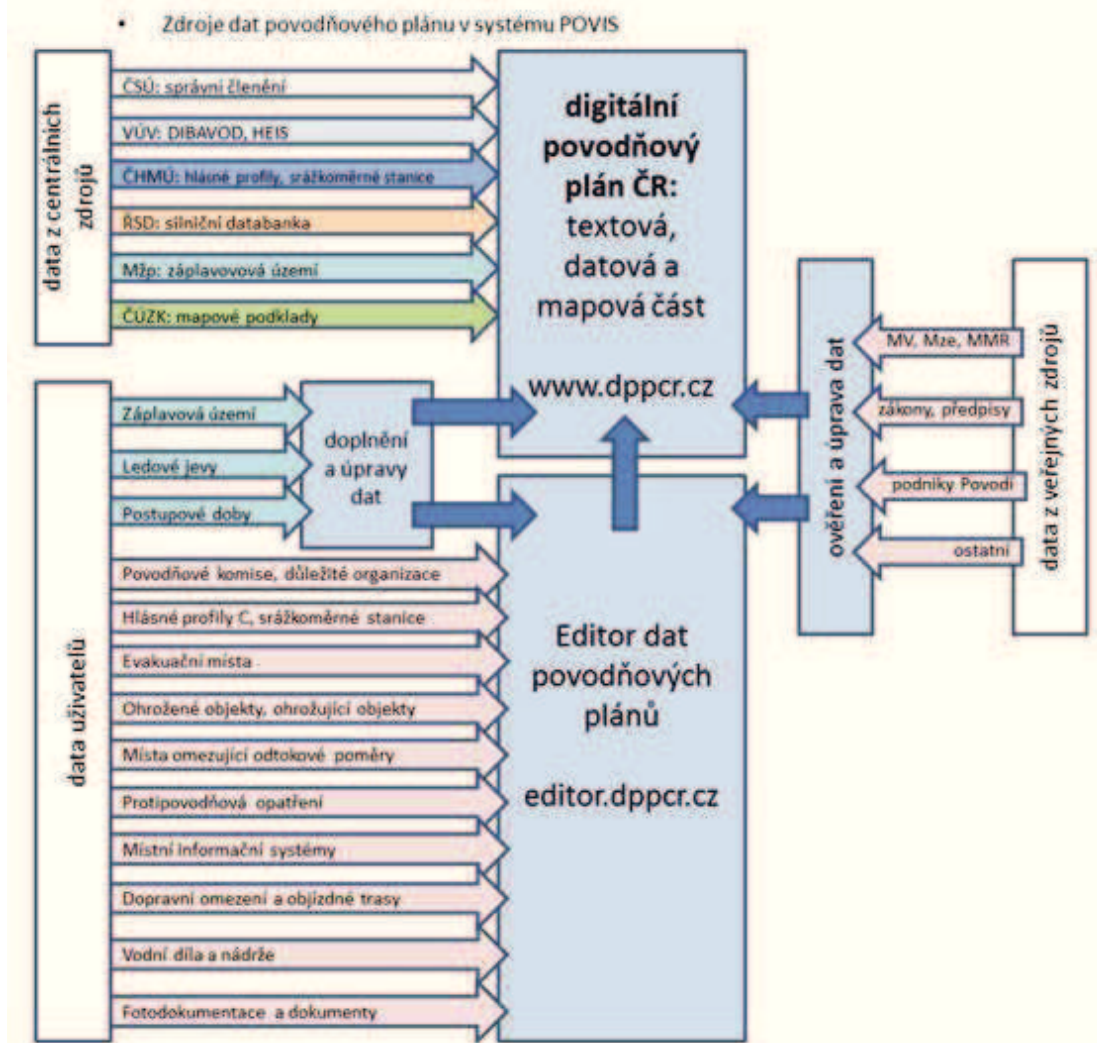 • Zdroje dat povodňového plánu v systému POVIS
data z centrálních
zdrojů
ČSÚ: správní členění
VÚV: DIBAVOD, HEIS
ČHMÚ: hlásné profily, srážkoměrné stanice
ŘSD: silniční databanka
Mžp: záplavovová území
ČÚZK: mapové podklady
digitální
povodňový
plán ČR:
textová,
datová a
mapová část
www.dppcr.cz
data uživatelů
Záplavová území
Ledové jevy
Postupové doby
doplnění
a úpravy
dat
Povodňové komise, důležité organizace
Hlásné profily C, srážkoměrné stanice
Evakuační místa
Ohrožené objekty, ohrožující objekty
Místa omezující odtokové poměry
Protipovodňová opatření
Místní informační systémy
Dopravní omezení a objízdné trasy
Vodní díla a nádrže
Fotodokumentace a dokumenty
Editor dat
povodňových
plánů
editor.dppcr.cz
ověření a úprava dat
MV, Mze, MMR
zákony, předpisy
podniky Povodí
ostatní
data z veřejných zdrojů